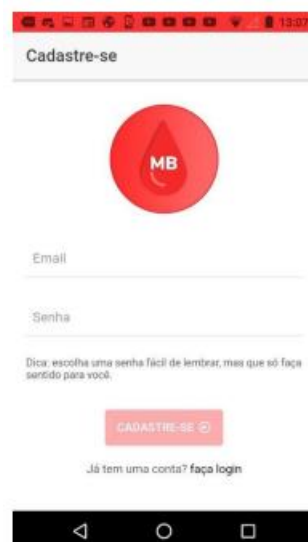 13:07
Cadastre-se
MB
Email
Senha
Dica: escolha uma senha fácil de lembrar, mas que só faça
sentido para você.
CADASTRE-SE
Já tem uma conta? faça login